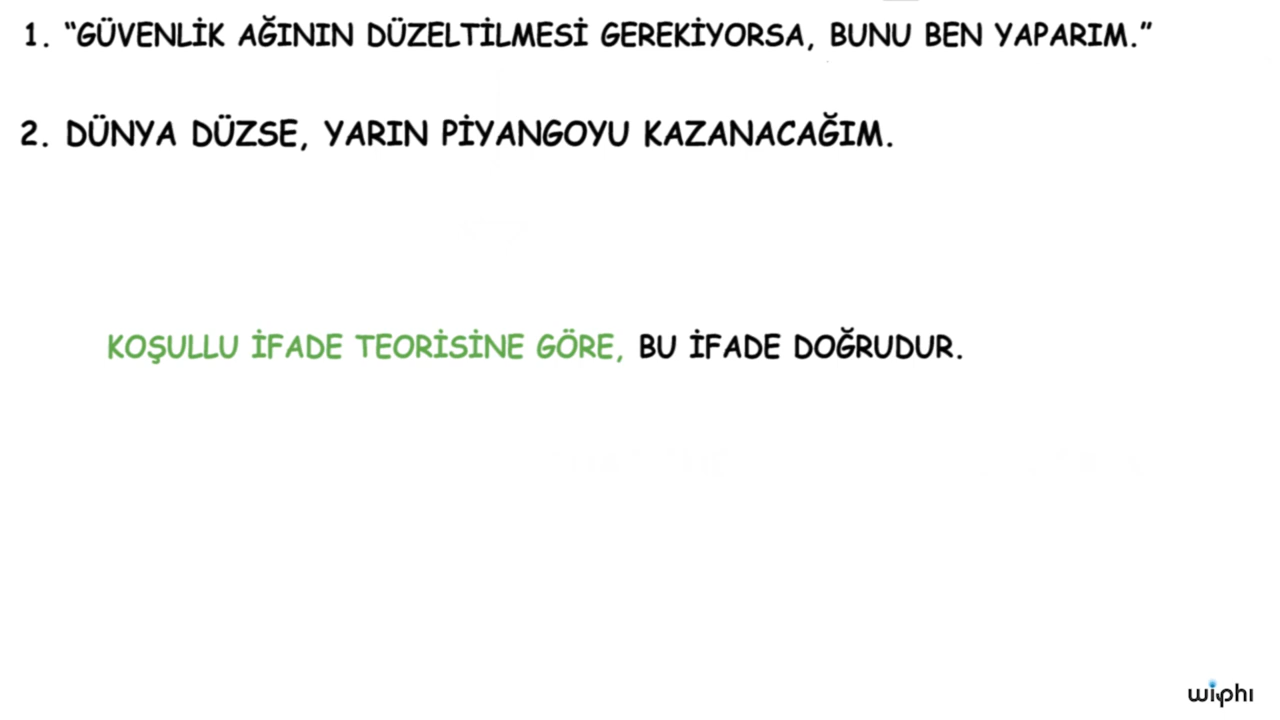 1. “GÜVENLİK AĞININ DÜZELTİLMESİ GEREKİYORSA, BUNU BEN YAPARIM.”
2. DÜNYA DÜZSE, YARIN PİYANGOYU KAZANACAĞIM.
KOŞULLU İFADE TEORİSİNE GÖRE, BU İFADE DOĞRUDUR.
wiphi